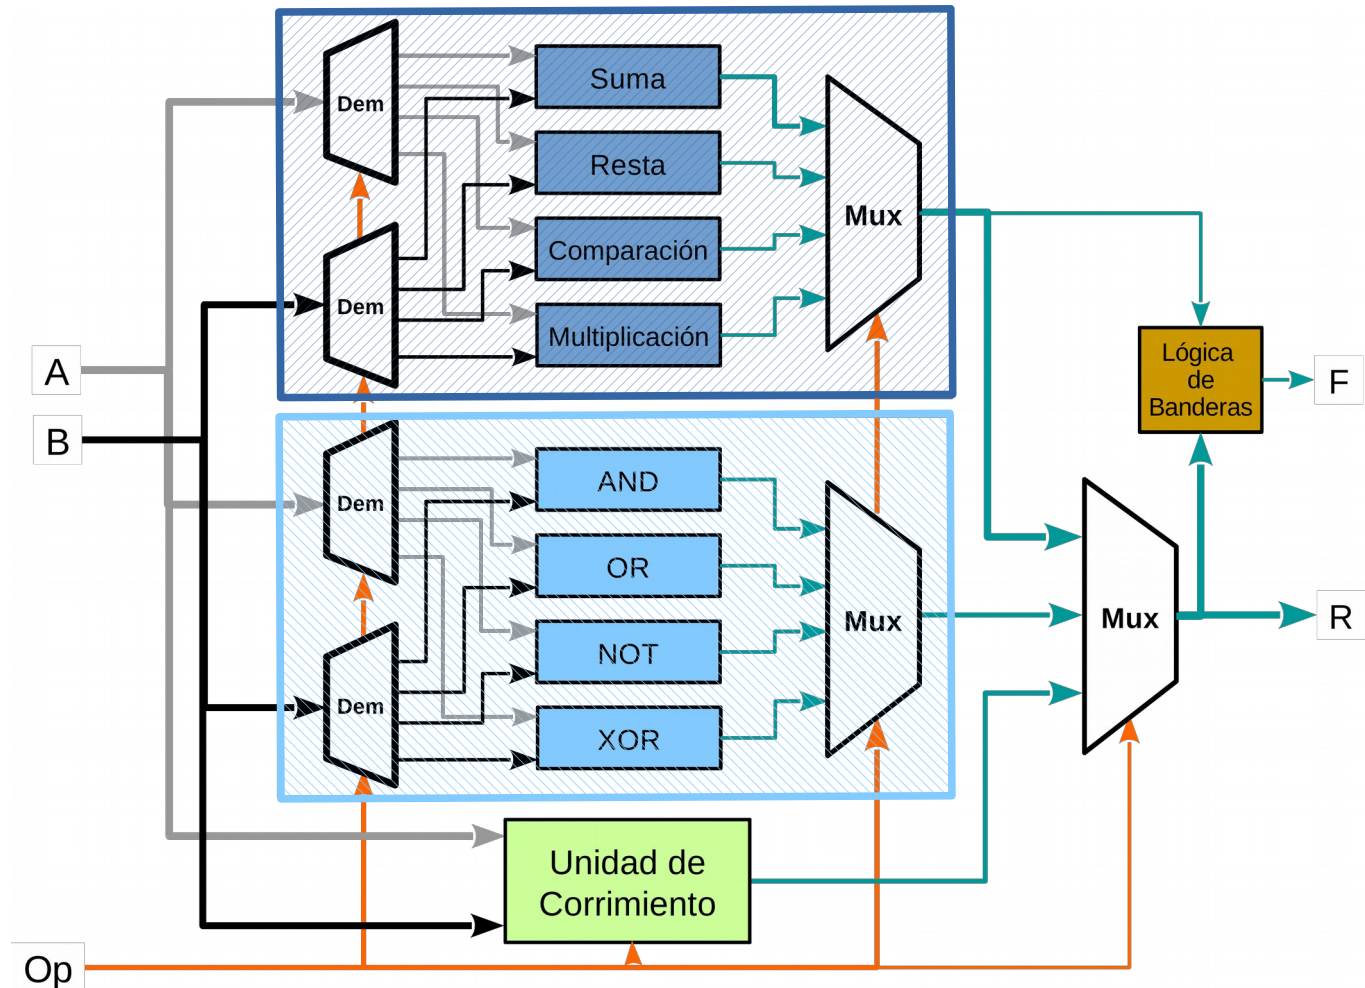 Dem
Suma
Resta
Comparación
Multiplicación
Dem
Mux
A
B
Lógica
de
Banderas
F
Dem
AND
OR
NOT
XOR
Dem
Mux
Mux
R
Unidad de
Corrimiento
Op